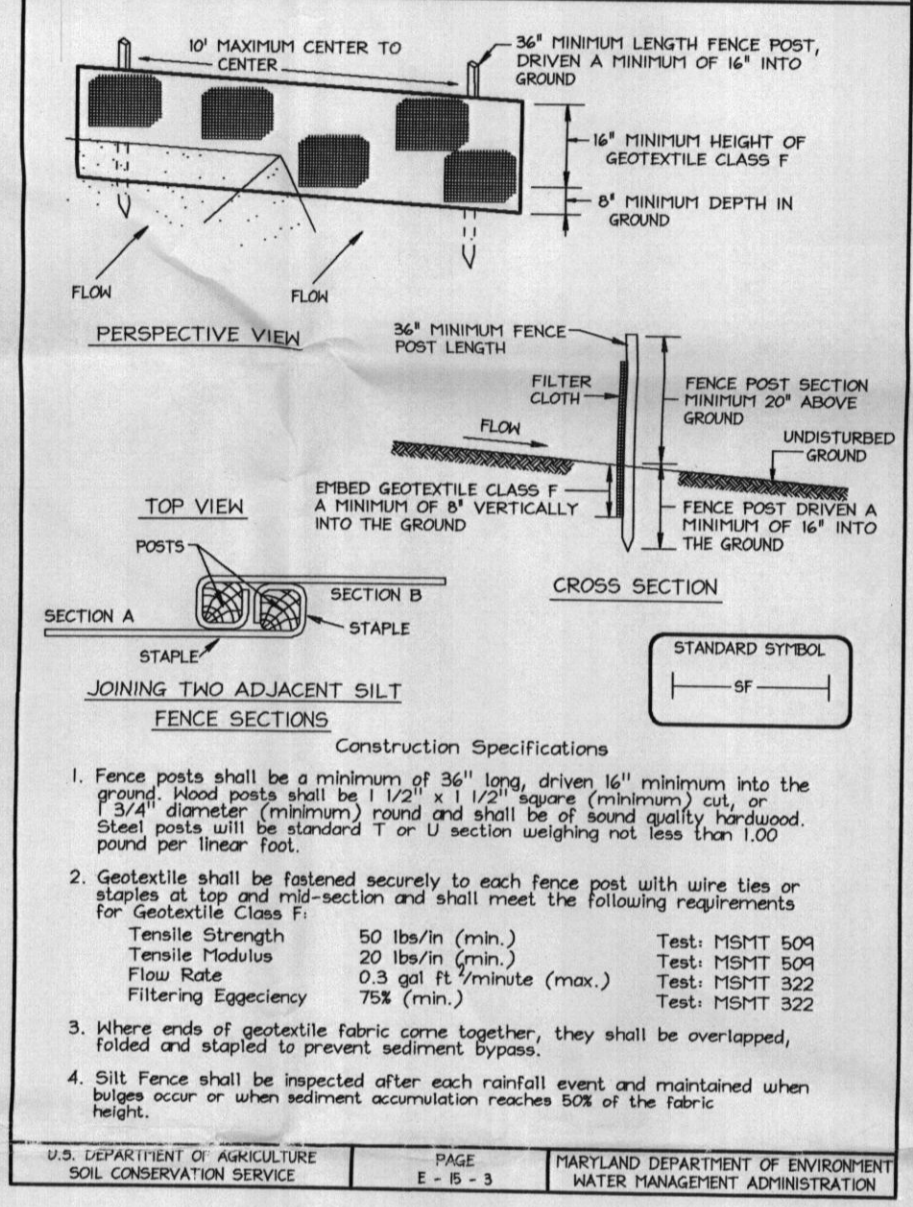 10' MAXIMUM CENTER TO
CENTER
36" MINIMUM LENGTH FENCE POST,
DRIVEN A MINIMUM OF 16" INTO
GROUND
16" MINIMUM HEIGHT OF
GEOTEXTILE CLASS F
8" MINIMUM DEPTH IN
GROUND
FLOW
FLOW
PERSPECTIVE VIEW
36" MINIMUM FENCE
POST LENGTH
FILTER
CLOTH
FENCE POST SECTION
MINIMUM 20" ABOVE
GROUND
FLOW
UNDISTURBED
GROUND
EMBED GEOTEXTILE CLASS F
A MINIMUM OF 8" VERTICALLY
INTO THE GROUND
FENCE POST DRIVEN A
MINIMUM OF 16" INTO
THE GROUND
CROSS SECTION
TOP VIEW
POSTS
SECTION A
SECTION B
STAPLE
STAPLE
JOINING TWO ADJACENT SILT
FENCE SECTIONS
STANDARD SYMBOL
SF
Construction Specifications
1. Fence posts shall be a minimum of 36" long, driven 16" minimum into the
ground. Wood posts shall be 1 1/2" x 1 1/2" square (minimum) cut, or
1 3/4" diameter (minimum) round and shall be of sound quality hardwood.
Steel posts will be standard T or U section weighing not less than 1.00
pound per linear foot.
2. Geotextile shall be fastened securely to each fence post with wire ties or
staples at top and mid-section and shall meet the following requirements
for Geotextile Class F:
Tensile Strength 50 lbs/in (min.) Test: MSMT 509
Tensile Modulus 20 lbs/in (min.) Test: MSMT 509
Flow Rate 0.3 gal ft ²/minute (max.) Test: MSMT 322
Filtering Eggeciency 75% (min.) Test: MSMT 322
3. Where ends of geotextile fabric come together, they shall be overlapped,
folded and stapled to prevent sediment bypass.
4. Silt Fence shall be inspected after each rainfall event and maintained when
bulges occur or when sediment accumulation reaches 50% of the fabric
height.
U.S. DEPARTMENT OF AGRICULTURE
SOIL CONSERVATION SERVICE
PAGE
E - 15 - 3
MARYLAND DEPARTMENT OF ENVIRONMENT
WATER MANAGEMENT ADMINISTRATION